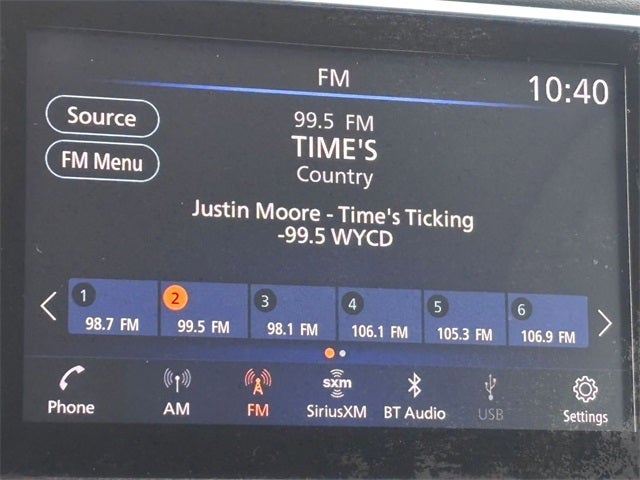 FM
10:40
Source
99.5 FM
TIME'S
FM Menu
Country
Justin Moore - Time's Ticking
-99.5 WYCD
1 2 3 4 5 6
98.7 FM 99.5 FM 98.1 FM 106.1 FM 105.3 FM 106.9 FM
sxm
Phone AM FM SiriusXM BT Audio USB Settings